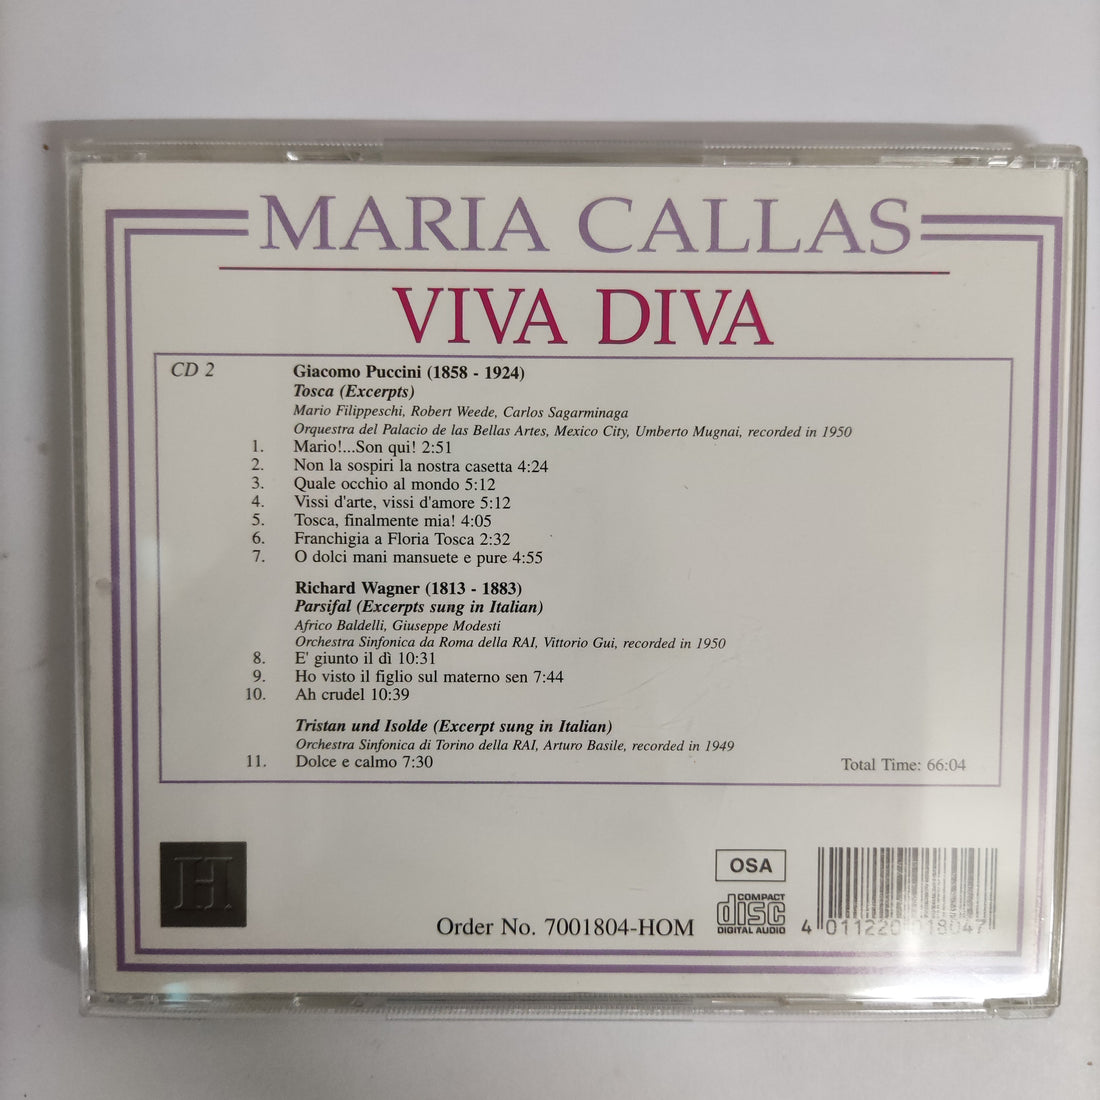 MARIA CALLAS
VIVA DIVA
CD 2
Giacomo Puccini (1858 - 1924)
Tosca (Excerpts)
Mario Filippeschi, Robert Weede, Carlos Sagarminaga
Orquestra del Palacio de las Bellas Artes, Mexico City, Umberto Mugnai, recorded in 1950
1. Mario!...Son qui! 2:51
2. Non la sospiri la nostra casetta 4:24
3. Quale occhio al mondo 5:12
4. Vissi d'arte, vissi d'amore 5:12
5. Tosca, finalmente mia! 4:05
6. Franchigia a Floria Tosca 2:32
7. O dolci mani mansuete e pure 4:55
Richard Wagner (1813 - 1883)
Parsifal (Excerpts sung in Italian)
Africo Baldelli, Giuseppe Modesti
Orchestra Sinfonica da Roma della RAI, Vittorio Gui, recorded in 1950
8. E' giunto il dì 10:31
9. Ho visto il figlio sul materno sen 7:44
10. Ah crudel 10:39
Tristan und Isolde (Excerpt sung in Italian)
Orchestra Sinfonica di Torino della RAI, Arturo Basile, recorded in 1949
11. Dolce e calmo 7:30
Total Time: 66:04
H
OSA
COMPACT
disc
DIGITAL AUDIO
Order No. 7001804-HOM
4 011220 018047